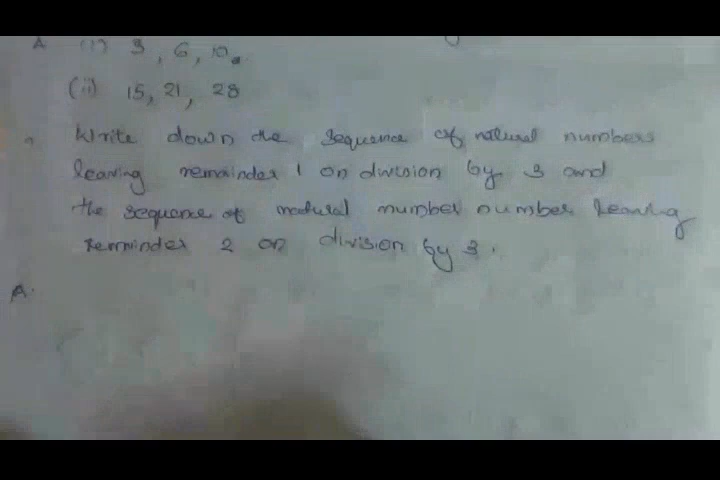 A (i) 3, 6, 10.
(ii) 15, 21, 28
Write down the sequence of natural numbers
leaving remainder 1 on division by 3 and
the sequence of natural number number leaving
reminder 2 on division by 3.
A.